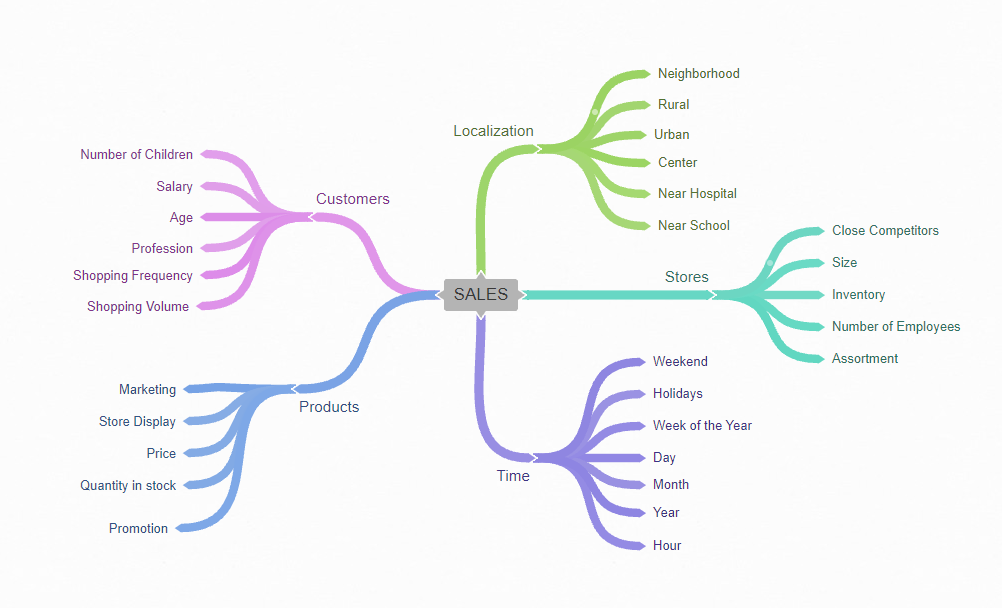 SALES
Customers
Number of Children
Salary
Age
Profession
Shopping Frequency
Shopping Volume
Products
Marketing
Store Display
Price
Quantity in stock
Promotion
Localization
Neighborhood
Rural
Urban
Center
Near Hospital
Near School
Stores
Close Competitors
Size
Inventory
Number of Employees
Assortment
Time
Weekend
Holidays
Week of the Year
Day
Month
Year
Hour